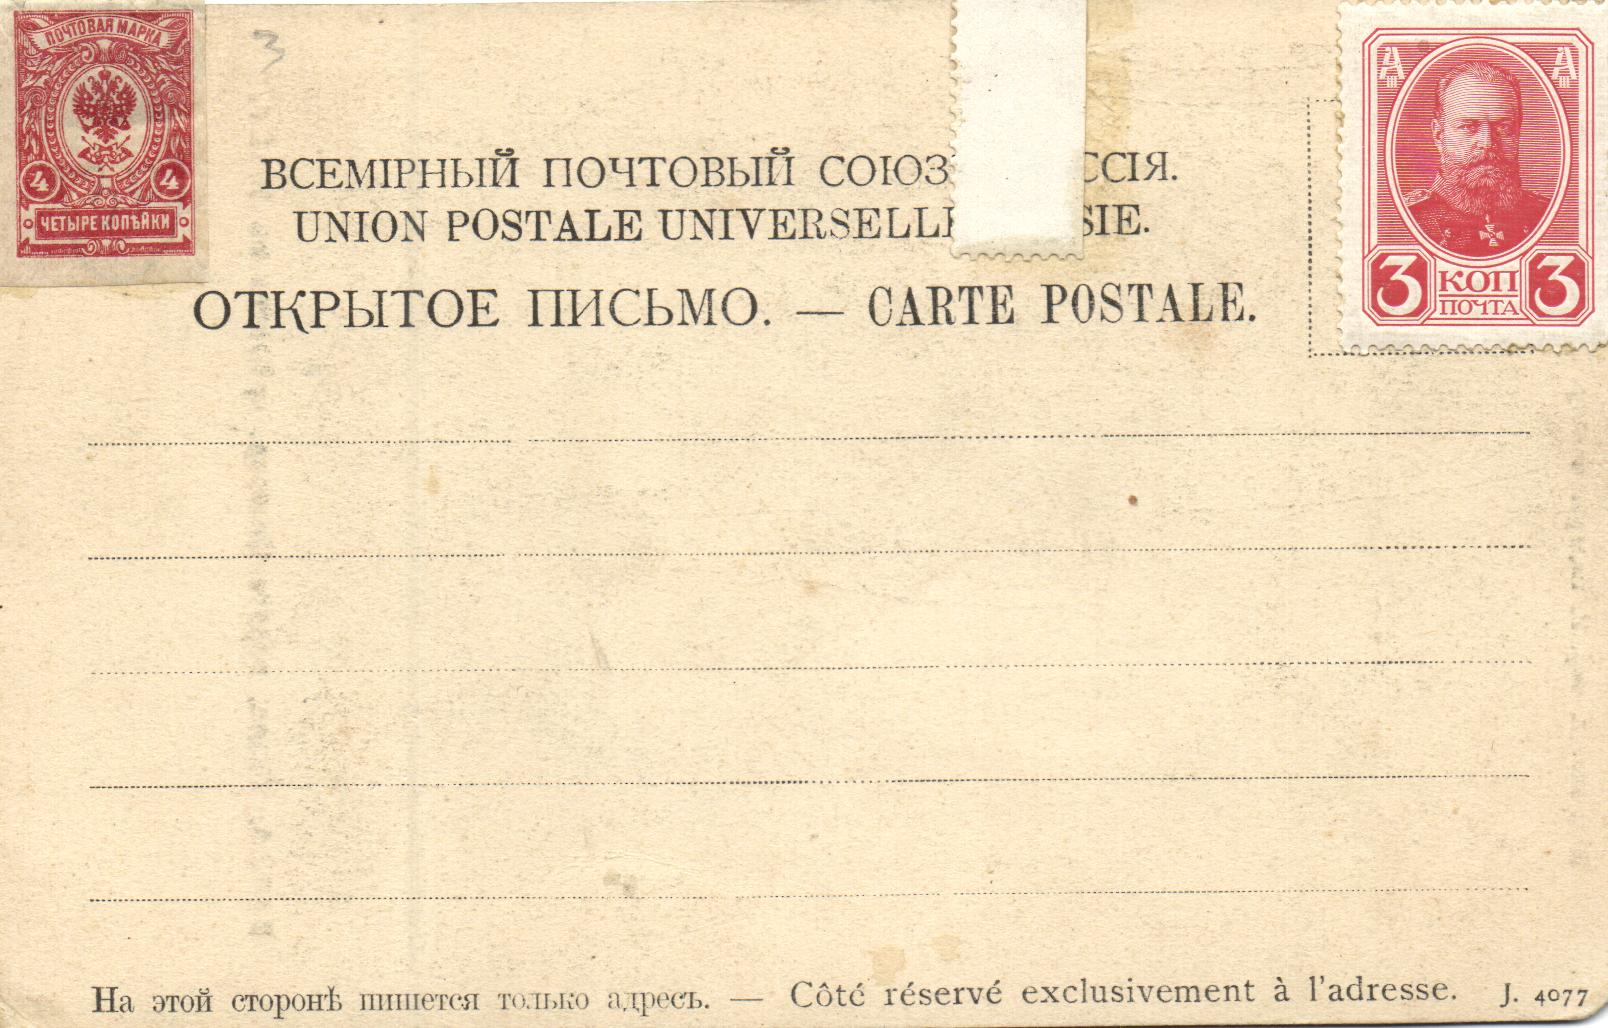 ПОЧТОВАЯ МАРКА
4 4
ЧЕТЫРЕ КОПѢЙКИ
3
А А
3 КОП 3
ПОЧТА
ВСЕМІРНЫЙ ПОЧТОВЫЙ СОЮЗ ССІЯ.
UNION POSTALE UNIVERSELL SIE.
ОТКРЫТОЕ ПИСЬМО. — CARTE POSTALE.
На этой сторонѣ пишется только адресъ. — Côté réservé exclusivement à l'adresse. J. 4077